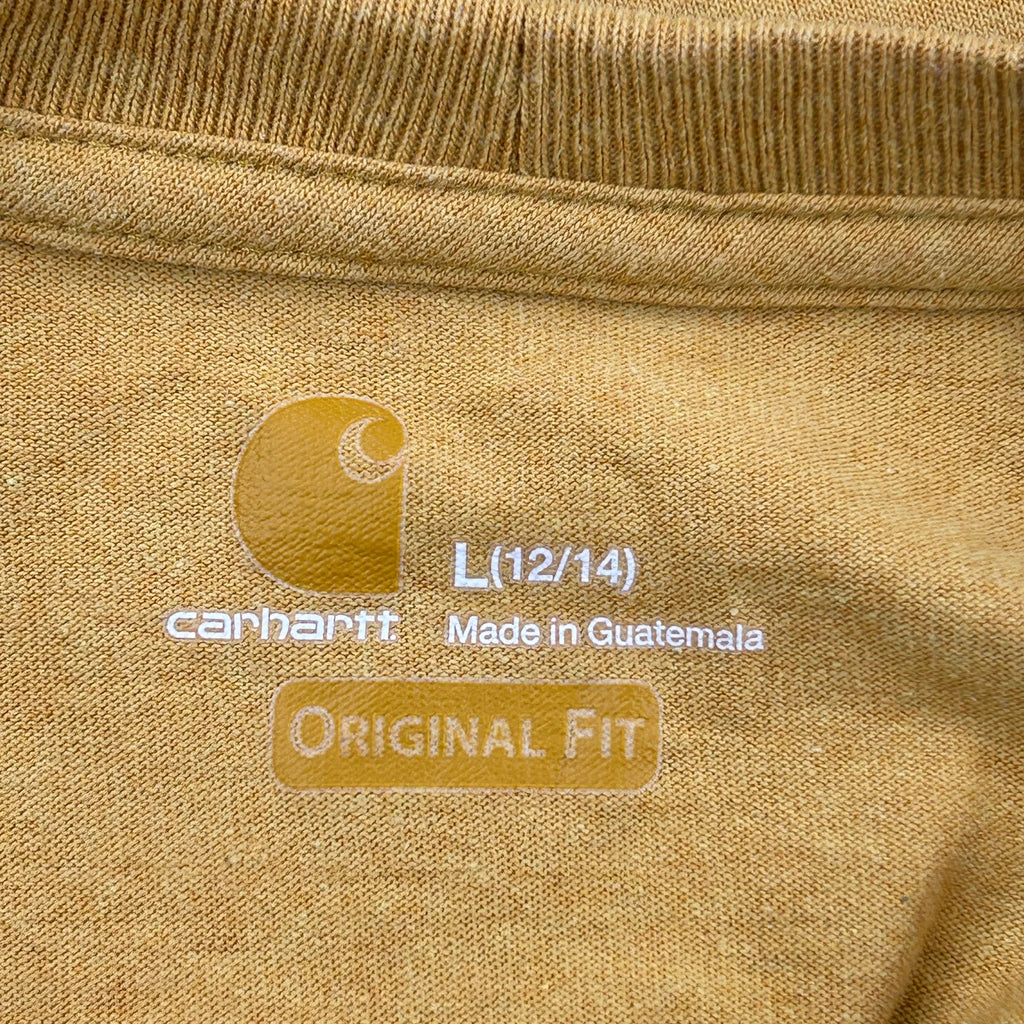 L(12/14)
carhartt
Made in Guatemala
ORIGINAL FIT